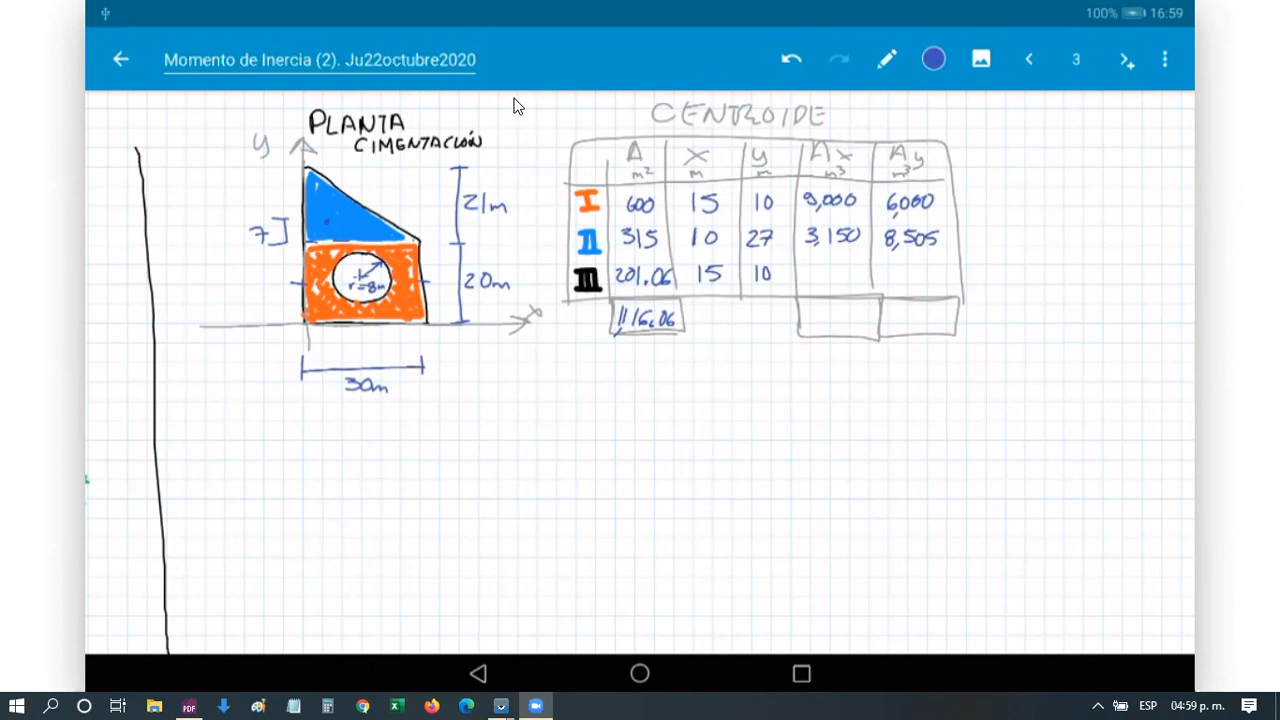 100% 16:59
Momento de Inercia (2). Ju22octubre2020
3
PLANTA
CIMENTACIÓN
y
21m
7
r=8m
20m
x
30m
CENTROIDE
A m² X m y m Ax m³ Ay m³
I 600 15 10 9,000 6,000
II 315 10 27 3,150 8,505
III 201.06 15 10
1,116.06
ESP 04:59 p. m.